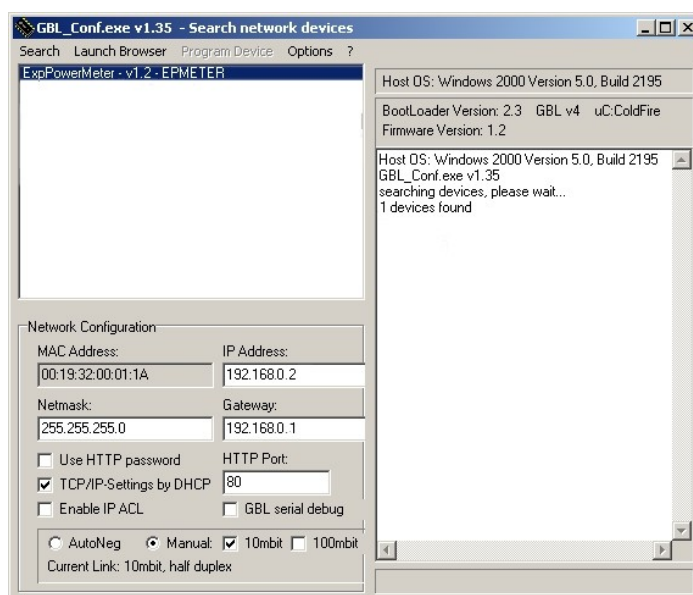 GBL_Conf.exe v1.35 - Search network devices
Search Launch Browser Program Device Options ?
ExpPowerMeter - v1.2 - EPMETER
Host OS: Windows 2000 Version 5.0, Build 2195
BootLoader Version: 2.3 GBL v4 uC:ColdFire
Firmware Version: 1.2
Host OS: Windows 2000 Version 5.0, Build 2195
GBL_Conf.exe v1.35
searching devices, please wait...
1 devices found
Network Configuration
MAC Address: IP Address:
00:19:32:00:01:1A 192.168.0.2
Netmask: Gateway:
255.255.255.0 192.168.0.1
Use HTTP password HTTP Port:
TCP/IP-Settings by DHCP 80
Enable IP ACL GBL serial debug
AutoNeg Manual: 10mbit 100mbit
Current Link: 10mbit, half duplex